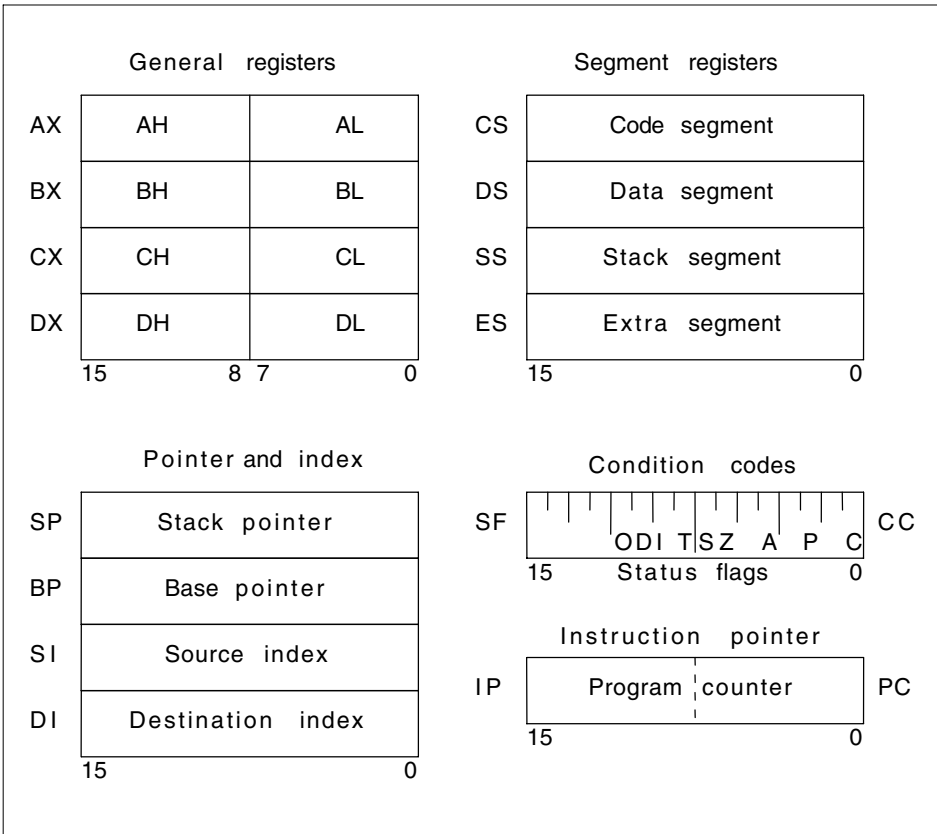 General registers
AX AH AL
BX BH BL
CX CH CL
DX DH DL
15 8 7 0
Segment registers
CS Code segment
DS Data segment
SS Stack segment
ES Extra segment
15 0
Pointer and index
SP Stack pointer
BP Base pointer
SI Source index
DI Destination index
15 0
Condition codes
SF O D I T S Z A P C CC
15 Status flags 0
Instruction pointer
IP Program counter PC
15 0